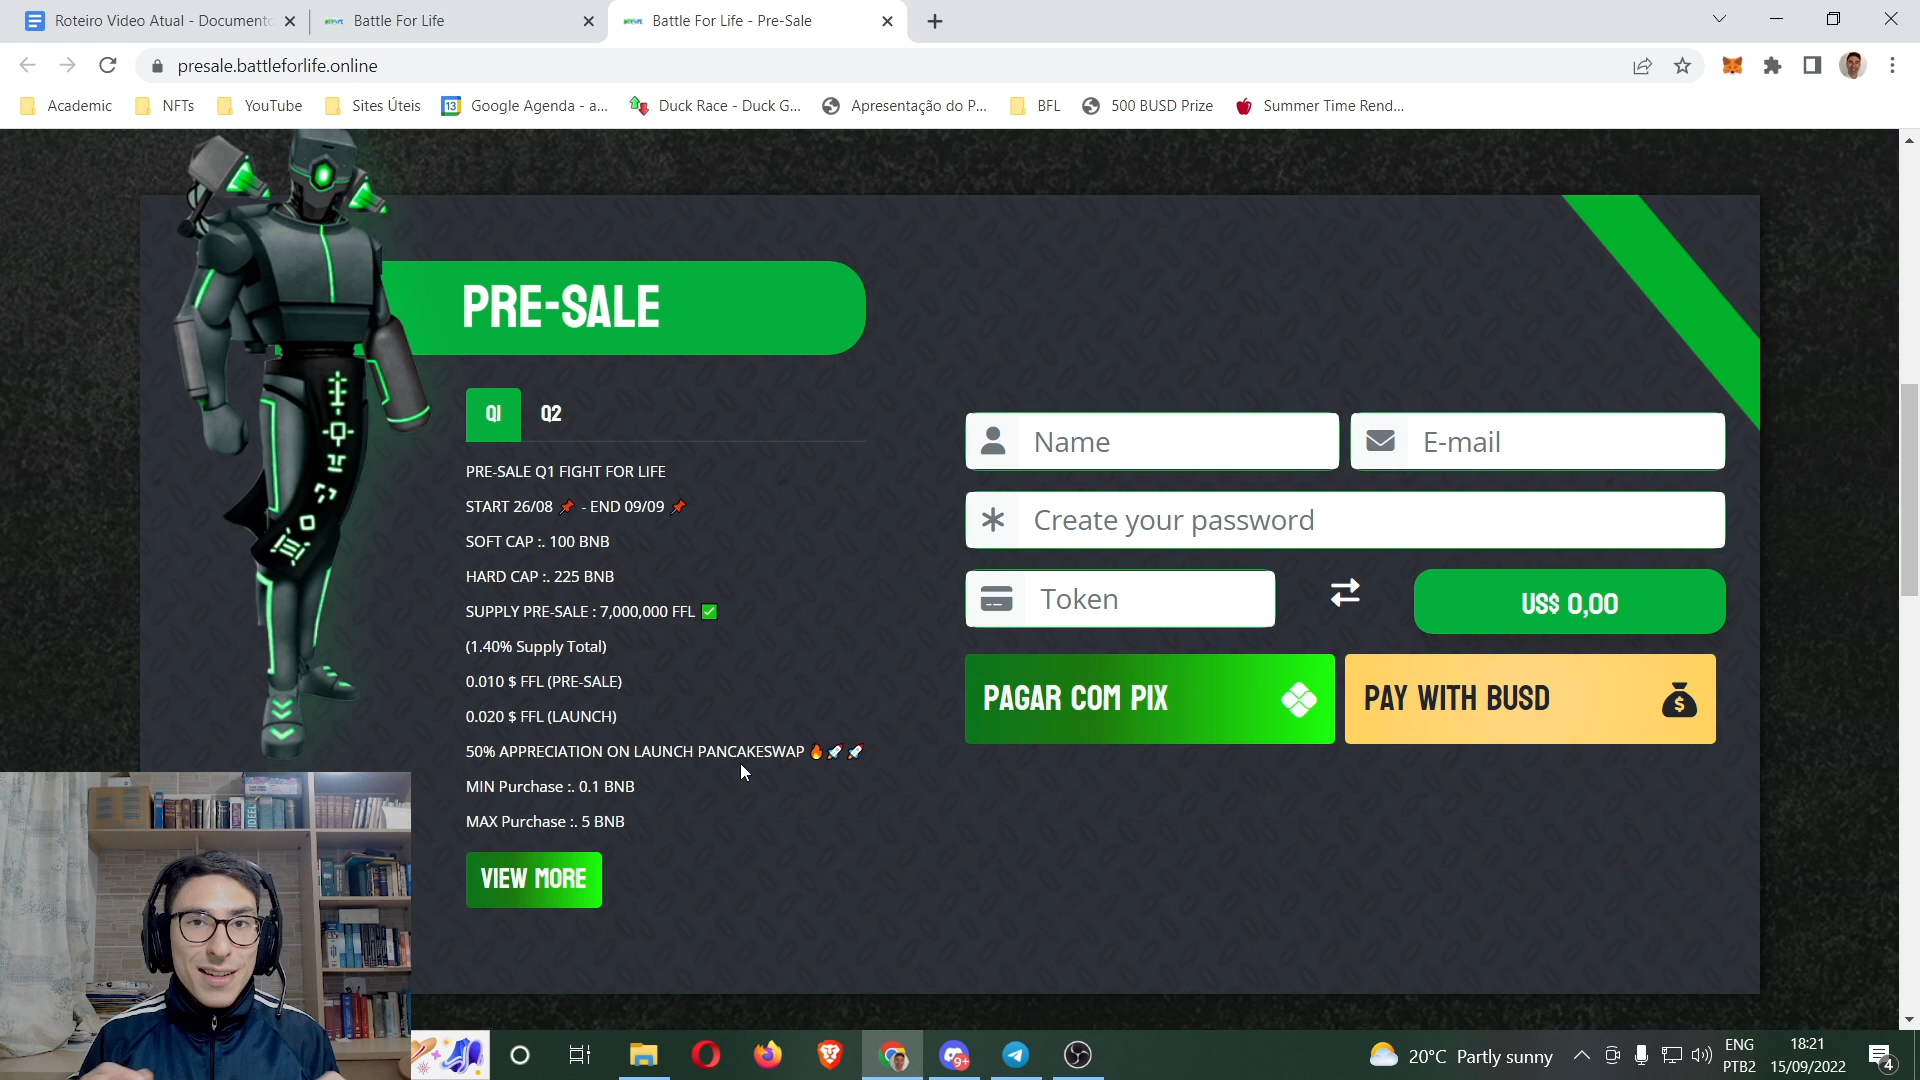 Roteiro Vídeo Atual - Documento
Battle For Life
Battle For Life - Pre-Sale
presale.battleforlife.online
Academic
NFTs
YouTube
Sites Úteis
13
Google Agenda - a...
Duck Race - Duck G...
Apresentação do P...
BFL
500 BUSD Prize
Summer Time Rend...
PRE-SALE
Q1
Q2
PRE-SALE Q1 FIGHT FOR LIFE
START 26/08 📌 - END 09/09 📌
SOFT CAP :. 100 BNB
HARD CAP :. 225 BNB
SUPPLY PRE-SALE : 7,000,000 FFL ✅
(1.40% Supply Total)
0.010 $ FFL (PRE-SALE)
0.020 $ FFL (LAUNCH)
50% APPRECIATION ON LAUNCH PANCAKESWAP 🔥🚀🚀
MIN Purchase :. 0.1 BNB
MAX Purchase :. 5 BNB
VIEW MORE
Name
E-mail
Create your password
Token
US$ 0,00
PAGAR COM PIX
PAY WITH BUSD
9+
20°C Partly sunny
ENG
PTB2
18:21
15/09/2022
4